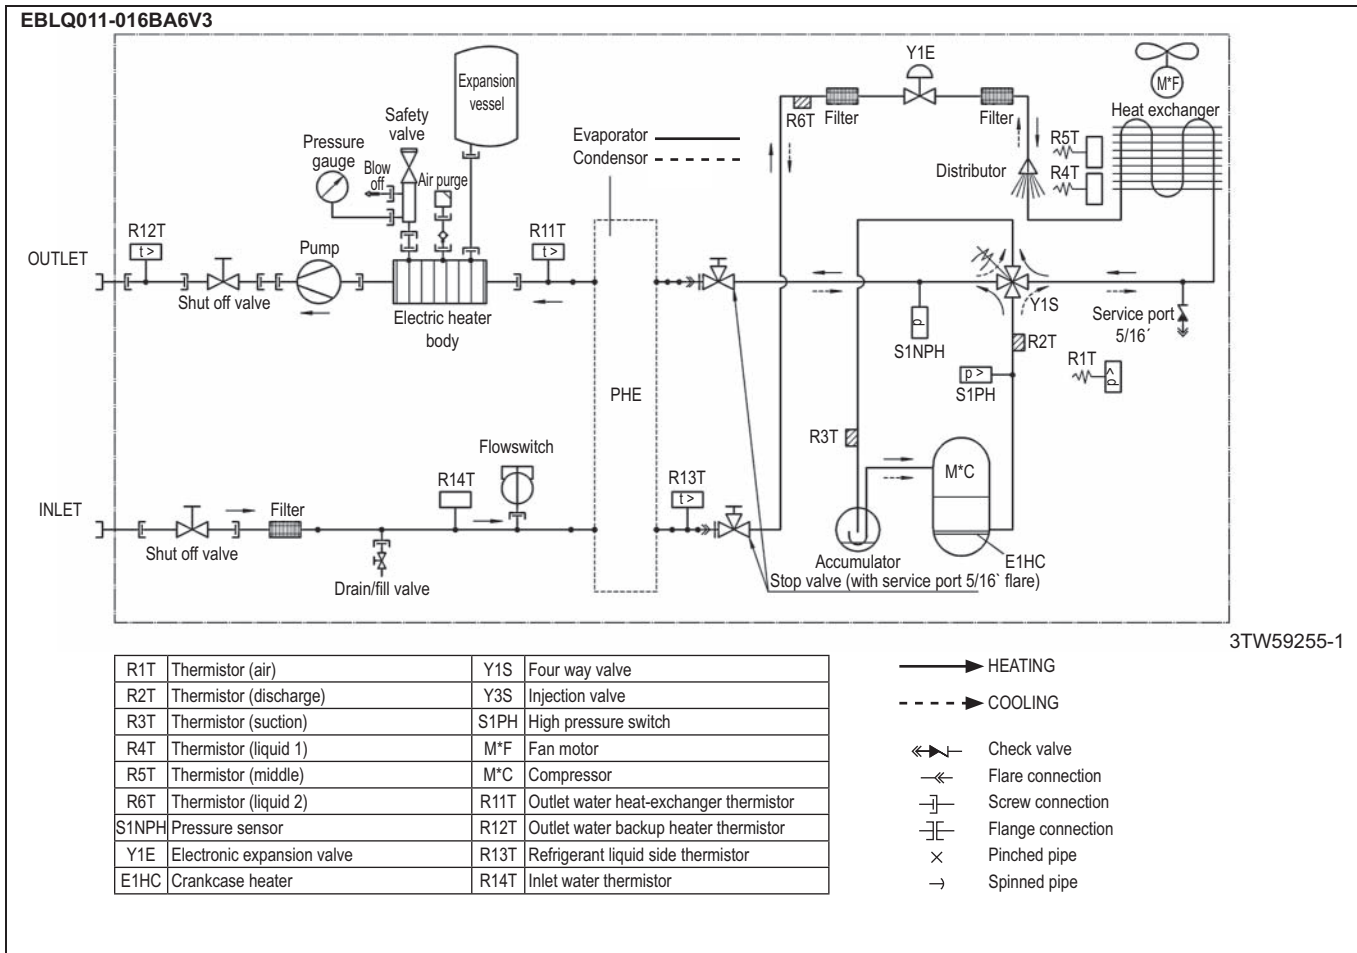 EBLQ011-016BA6V3
Y1E
M*F
Expansion
vessel
Safety
valve
Pressure
gauge
Blow
off
Air purge
Evaporator
Condensor
R6T
Filter
Filter
Heat exchanger
R5T
R4T
Distributor
R12T
t >
OUTLET
Pump
R11T
t >
Shut off valve
Electric heater
body
Y1S
Service port
5/16´
p
S1NPH
R2T
R1T
p >
p >
S1PH
PHE
R3T
M*C
Flowswitch
R14T
R13T
t >
INLET
Filter
Shut off valve
Drain/fill valve
Accumulator
E1HC
Stop valve (with service port 5/16` flare)
3TW59255-1
R1T Thermistor (air) Y1S Four way valve
R2T Thermistor (discharge) Y3S Injection valve
R3T Thermistor (suction) S1PH High pressure switch
R4T Thermistor (liquid 1) M*F Fan motor
R5T Thermistor (middle) M*C Compressor
R6T Thermistor (liquid 2) R11T Outlet water heat-exchanger thermistor
S1NPH Pressure sensor R12T Outlet water backup heater thermistor
Y1E Electronic expansion valve R13T Refrigerant liquid side thermistor
E1HC Crankcase heater R14T Inlet water thermistor
HEATING
COOLING
Check valve
Flare connection
Screw connection
Flange connection
Pinched pipe
Spinned pipe